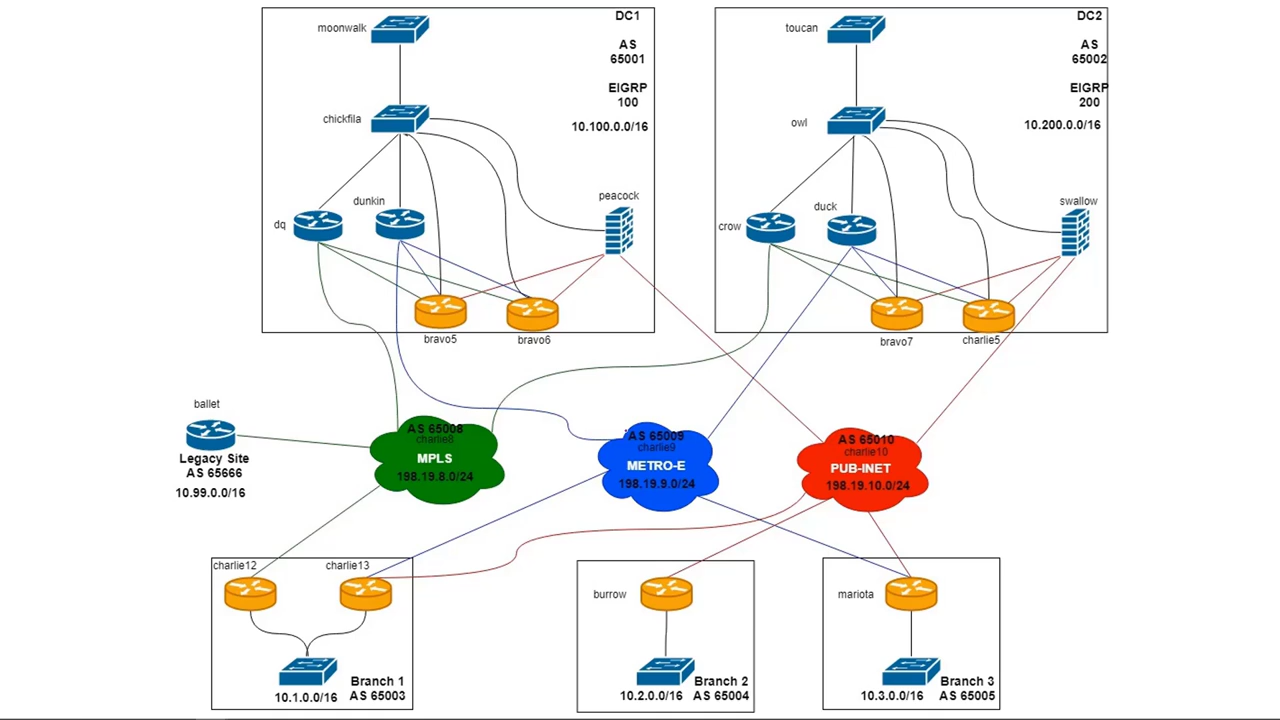 DC1
moonwalk
AS
65001
EIGRP
100
10.100.0.0/16
chickfila
dq
dunkin
peacock
bravo5
bravo6
DC2
toucan
AS
65002
EIGRP
200
10.200.0.0/16
owl
crow
duck
swallow
bravo7
charlie5
ballet
Legacy Site
AS 65666
10.99.0.0/16
AS 65008
charlie8
MPLS
198.19.8.0/24
AS 65009
charlie9
METRO-E
198.19.9.0/24
AS 65010
charlie10
PUB-INET
198.19.10.0/24
charlie12
charlie13
Branch 1
10.1.0.0/16
AS 65003
burrow
Branch 2
10.2.0.0/16
AS 65004
mariota
Branch 3
10.3.0.0/16
AS 65005